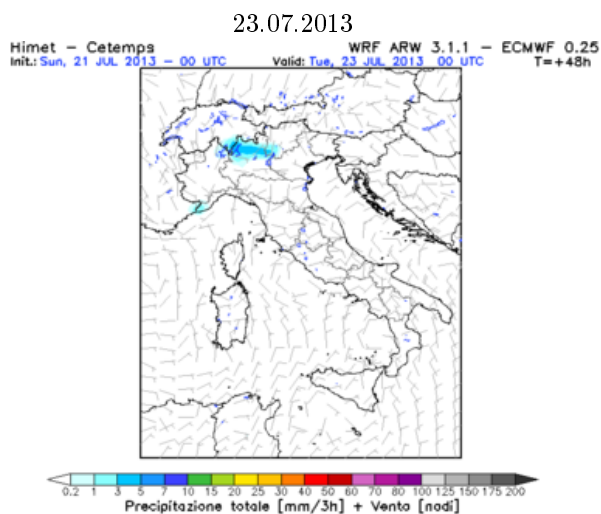 23.07.2013
Himet – Cetemps WRF ARW 3.1.1 – ECMWF 0.25
Init.: Sun, 21 JUL 2013 – 00 UTC Valid: Tue, 23 JUL 2013 00 UTC T=+48h
0.2 1 3 5 7 10 15 20 25 30 40 50 60 70 80 100 125 150 175 200
Precipitazione totale [mm/3h] + Vento [nodi]